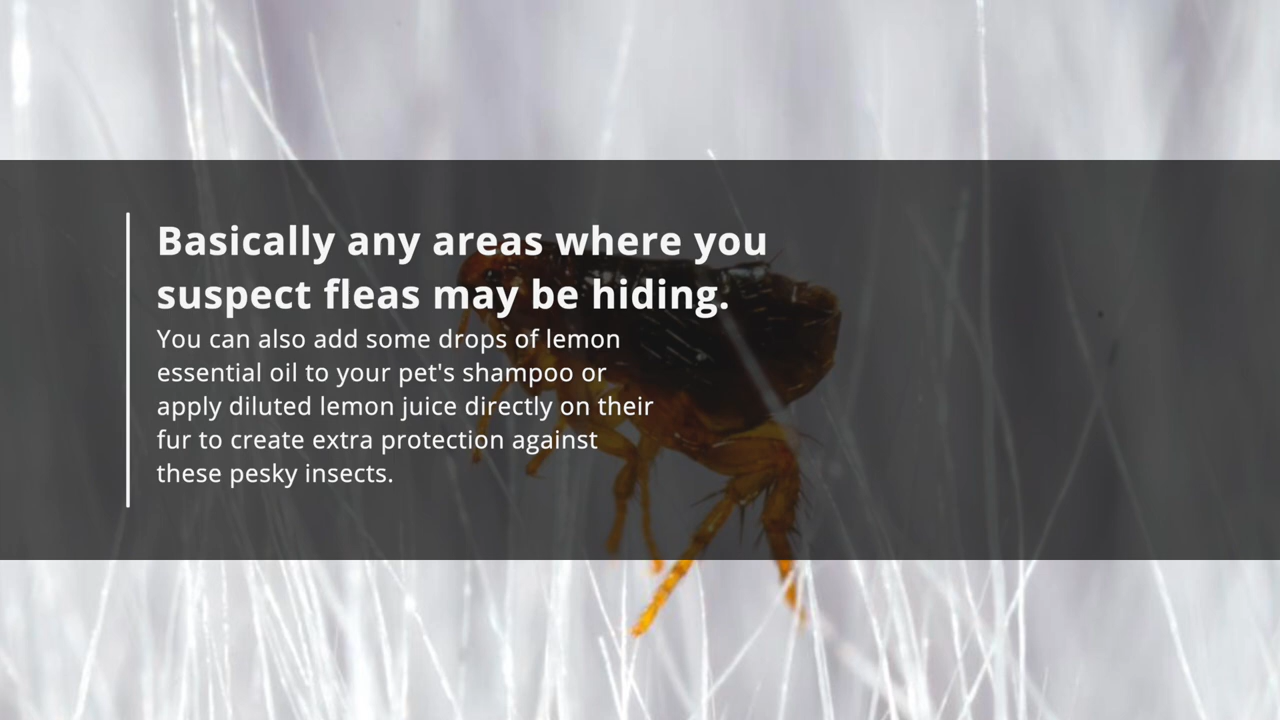 Basically any areas where you
suspect fleas may be hiding.
You can also add some drops of lemon
essential oil to your pet's shampoo or
apply diluted lemon juice directly on their
fur to create extra protection against
these pesky insects.